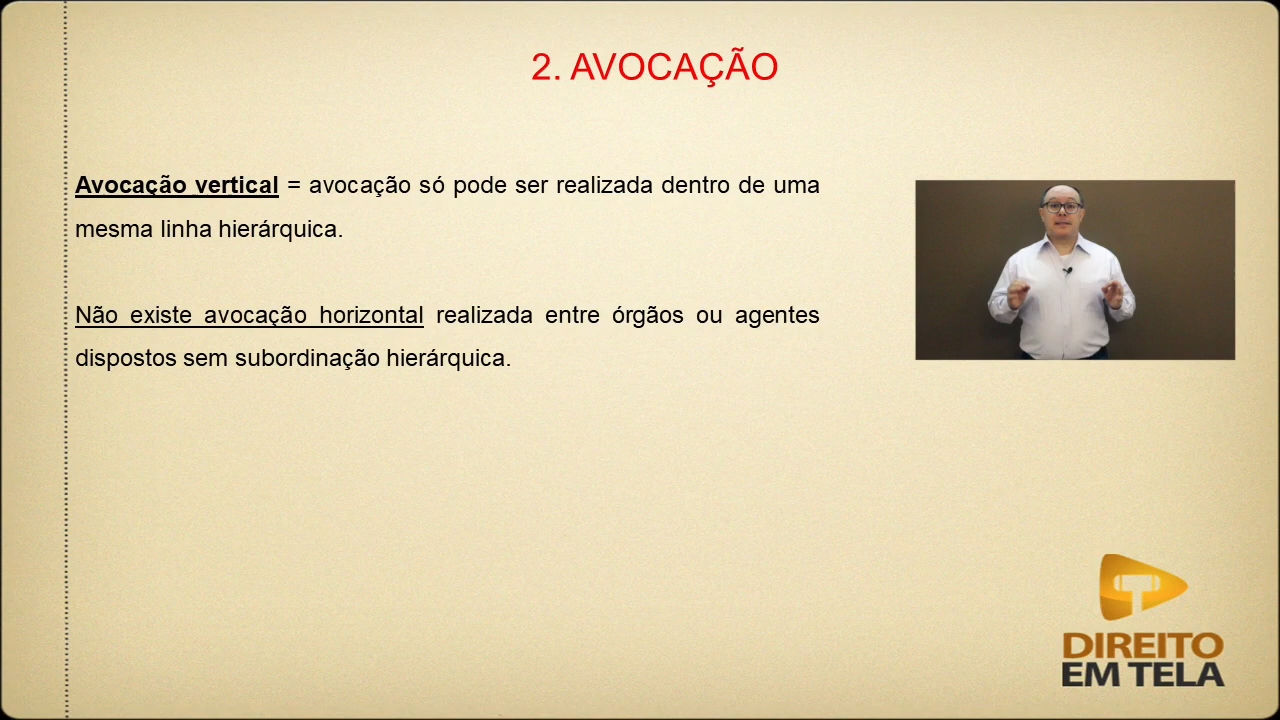 2. AVOCAÇÃO
Avocação vertical = avocação só pode ser realizada dentro de uma
mesma linha hierárquica.
Não existe avocação horizontal realizada entre órgãos ou agentes
dispostos sem subordinação hierárquica.
DIREITO
EM TELA